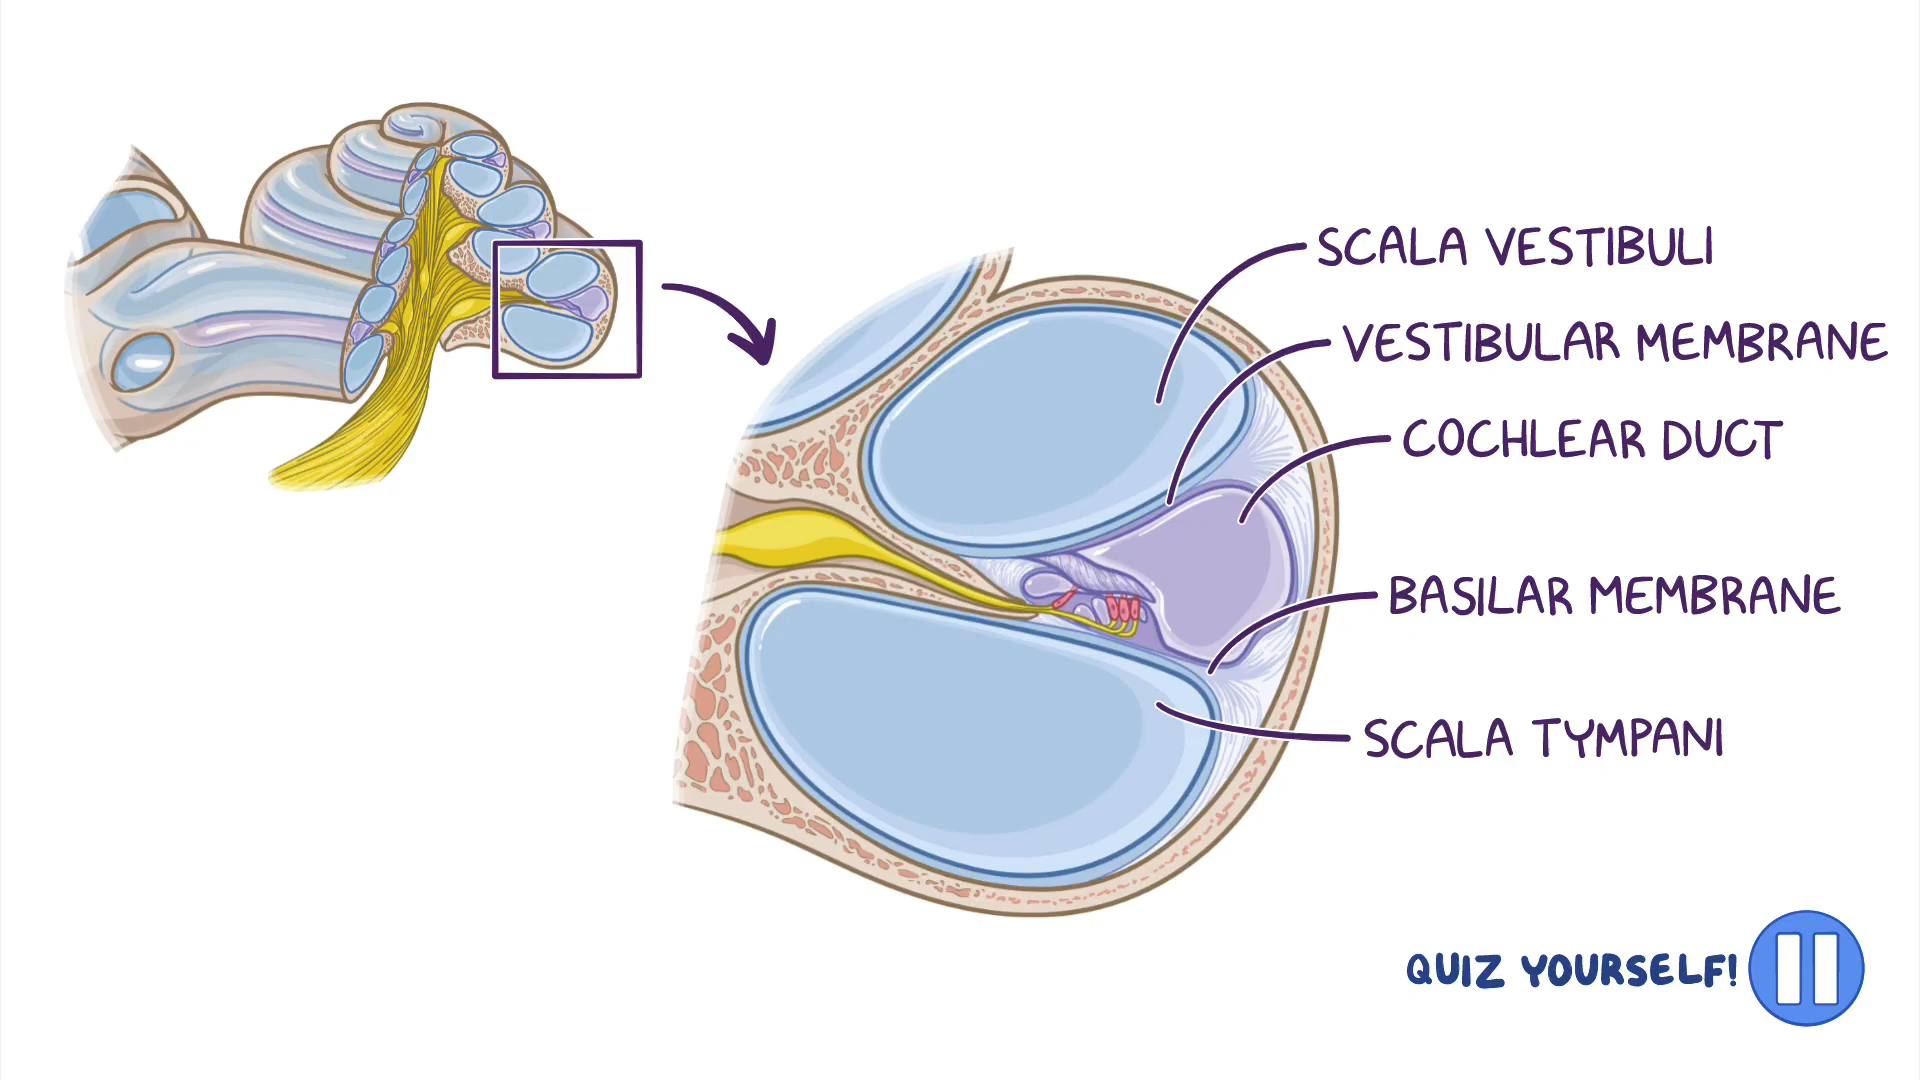 SCALA VESTIBULI
VESTIBULAR MEMBRANE
COCHLEAR DUCT
BASILAR MEMBRANE
SCALA TYMPANI
QUIZ YOURSELF!